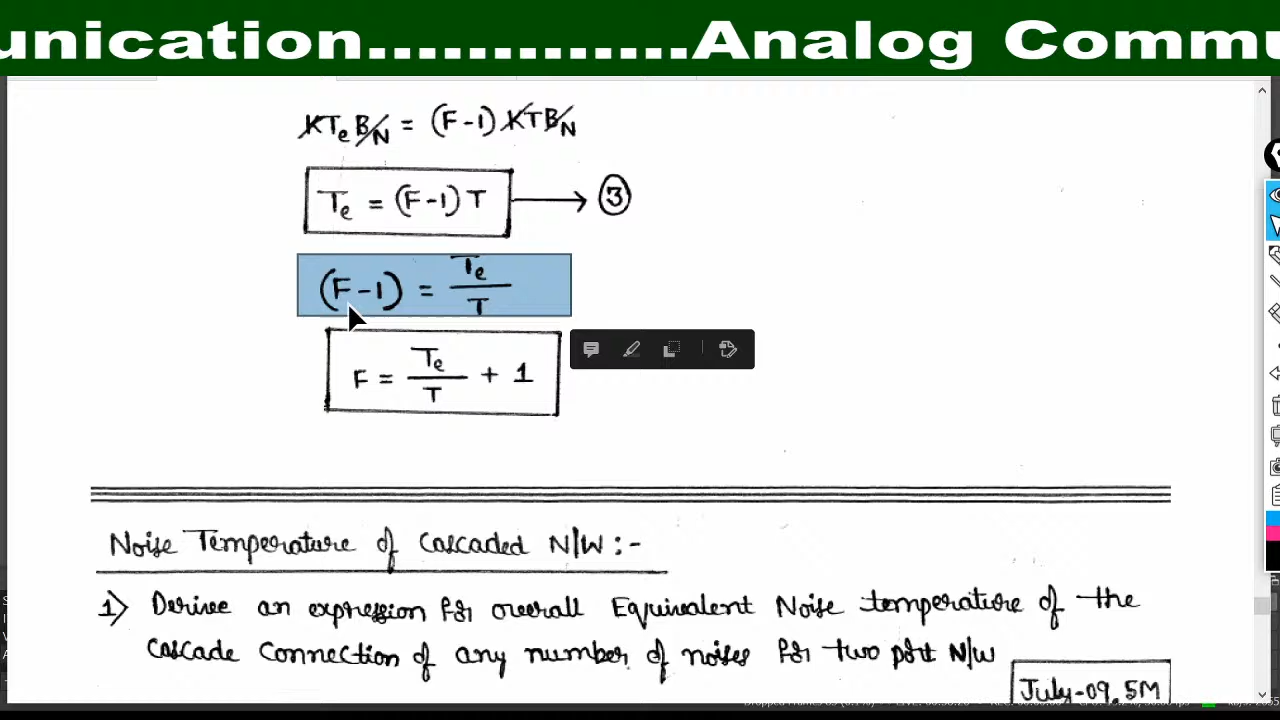 unication.............Analog Commu
KTeB/N = (F-1) KTB/N
Te = (F-1) T → ③
(F-1) = Te/T
F = Te/T + 1
Noise Temperature of Cascaded N/W :-
1) Derive an expression for overall Equivalent Noise temperature of the
Cascade Connection of any number of noises for two port N/W
July-09, 5M